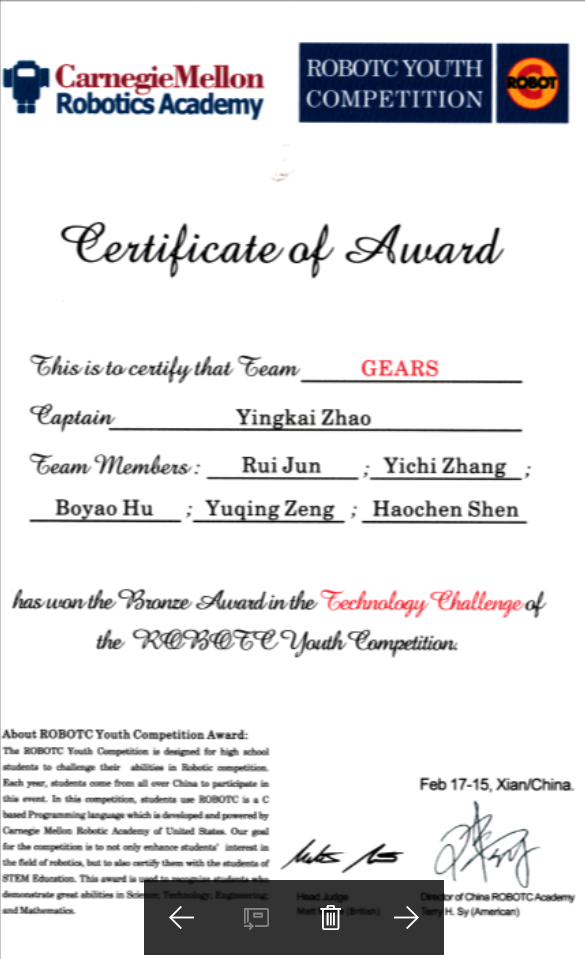 CarnegieMellon
Robotics Academy
ROBOTC YOUTH
COMPETITION
ROBOT
Certificate of Award
This is to certify that Team GEARS
Captain Yingkai Zhao
Team Members : Rui Jun ; Yichi Zhang ;
Boyao Hu ; Yuqing Zeng ; Haochen Shen
has won the Bronze Award in the Technology Challenge of
the ROBOTC Youth Competition.
About ROBOTC Youth Competition Award:
The ROBOTC Youth Competition is designed for high school
students to challenge their abilities in Robotic competition.
Each year, students come from all over China to participate in
this event. In this competition, students use ROBOTC is a C
based Programming language which is developed and powered by
Carnegie Mellon Robotic Academy of United States. Our goal
for the competition is to not only enhance students' interest in
the field of robotics, but to also certify them with the students of
STEM Education. This award is used to recognize students who
demonstrate great abilities in Science, Technology, Engineering,
and Mathematics.
Feb 17-15, Xian/China.
Head Judge
Matt (British)
Director of China ROBOTC Academy
Terry H. Sy (American)